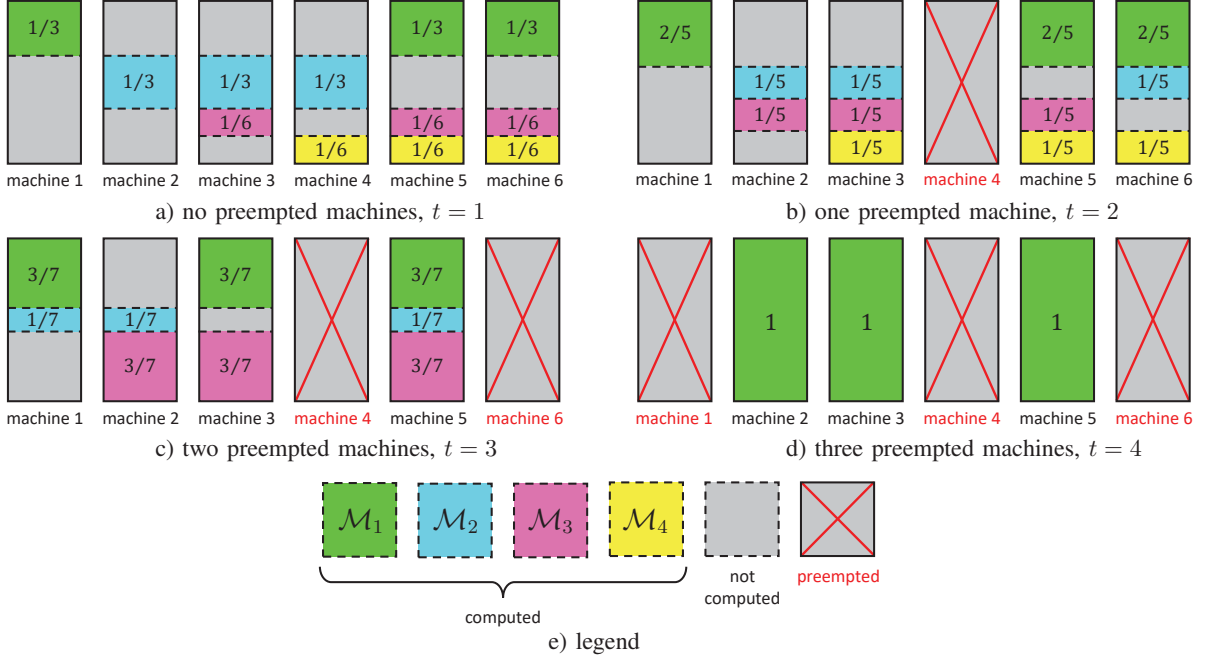 1/3 1/3 1/3
1/3 1/3 1/3
1/6 1/6 1/6
1/6 1/6 1/6
machine 1 machine 2 machine 3 machine 4 machine 5 machine 6
a) no preempted machines, t = 1
2/5 2/5 2/5
1/5 1/5 1/5
1/5 1/5 1/5
1/5 1/5 1/5
machine 1 machine 2 machine 3 machine 4 machine 5 machine 6
b) one preempted machine, t = 2
3/7 3/7 3/7
1/7 1/7 1/7
3/7 3/7 3/7
machine 1 machine 2 machine 3 machine 4 machine 5 machine 6
c) two preempted machines, t = 3
1 1 1
machine 1 machine 2 machine 3 machine 4 machine 5 machine 6
d) three preempted machines, t = 4
M₁ M₂ M₃ M₄
computed
not
computed
preempted
e) legend